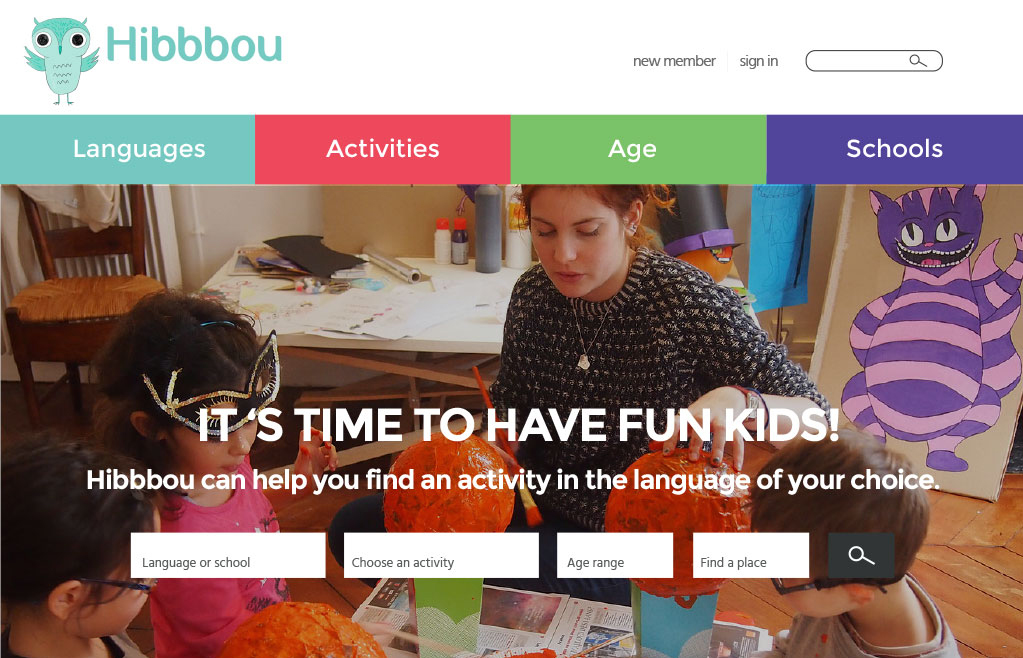 Hibbbou
new member
sign in
Languages
Activities
Age
Schools
IT ‘S TIME TO HAVE FUN KIDS!
Hibbbou can help you find an activity in the language of your choice.
Language or school
Choose an activity
Age range
Find a place